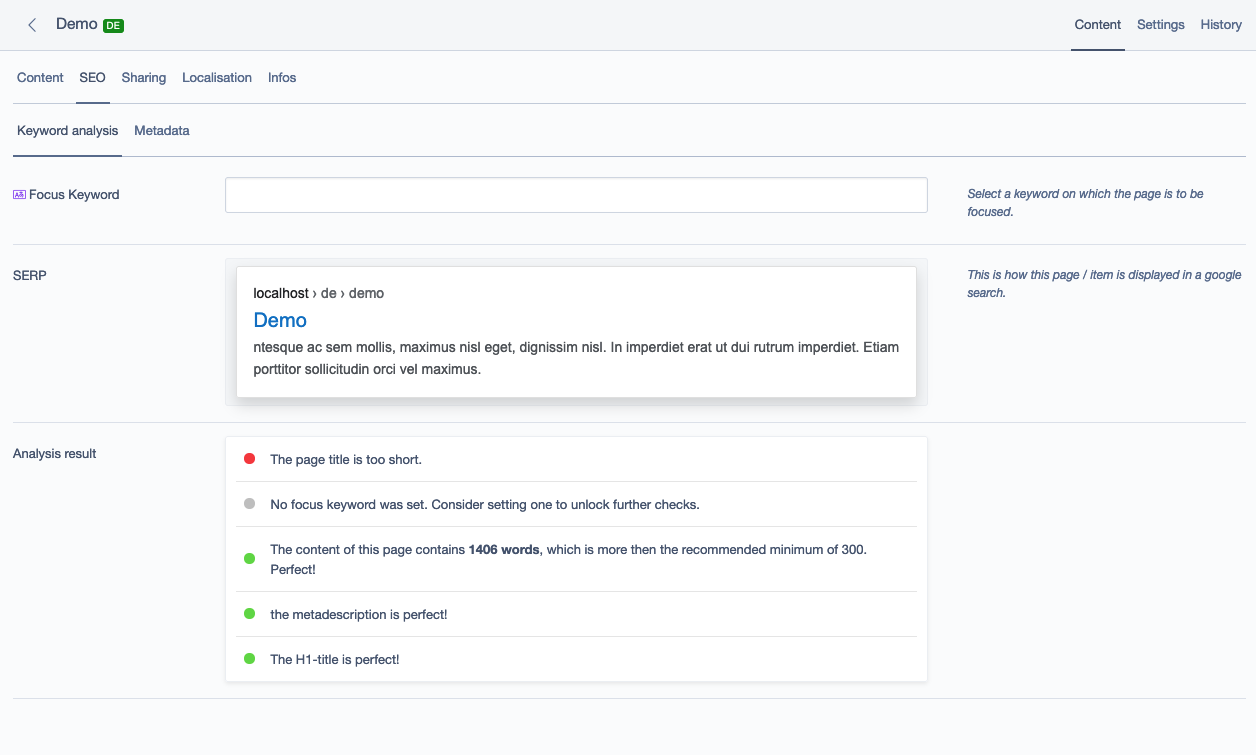 Demo DE
Content Settings History
Content SEO Sharing Localisation Infos
Keyword analysis Metadata
Focus Keyword
Select a keyword on which the page is to be
focused.
SERP
This is how this page / item is displayed in a google
search.
localhost › de › demo
Demo
ntesque ac sem mollis, maximus nisl eget, dignissim nisl. In imperdiet erat ut dui rutrum imperdiet. Etiam
porttitor sollicitudin orci vel maximus.
Analysis result
The page title is too short.
No focus keyword was set. Consider setting one to unlock further checks.
The content of this page contains 1406 words, which is more then the recommended minimum of 300.
Perfect!
the metadescription is perfect!
The H1-title is perfect!